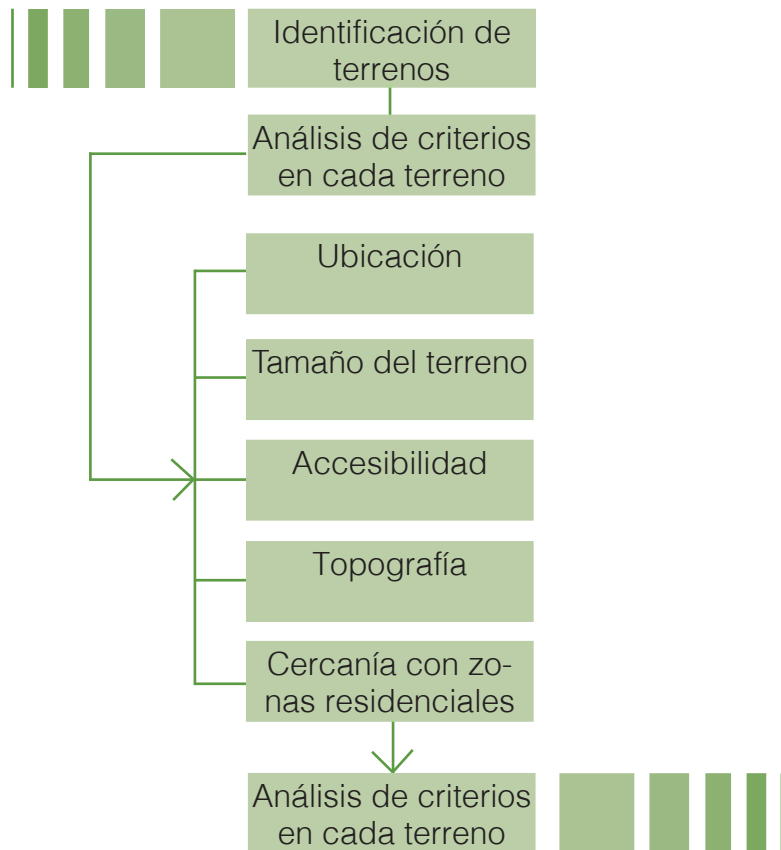 Identificación de
terrenos
Análisis de criterios
en cada terreno
Ubicación
Tamaño del terreno
Accesibilidad
Topografía
Cercanía con zo-
nas residenciales
Análisis de criterios
en cada terreno